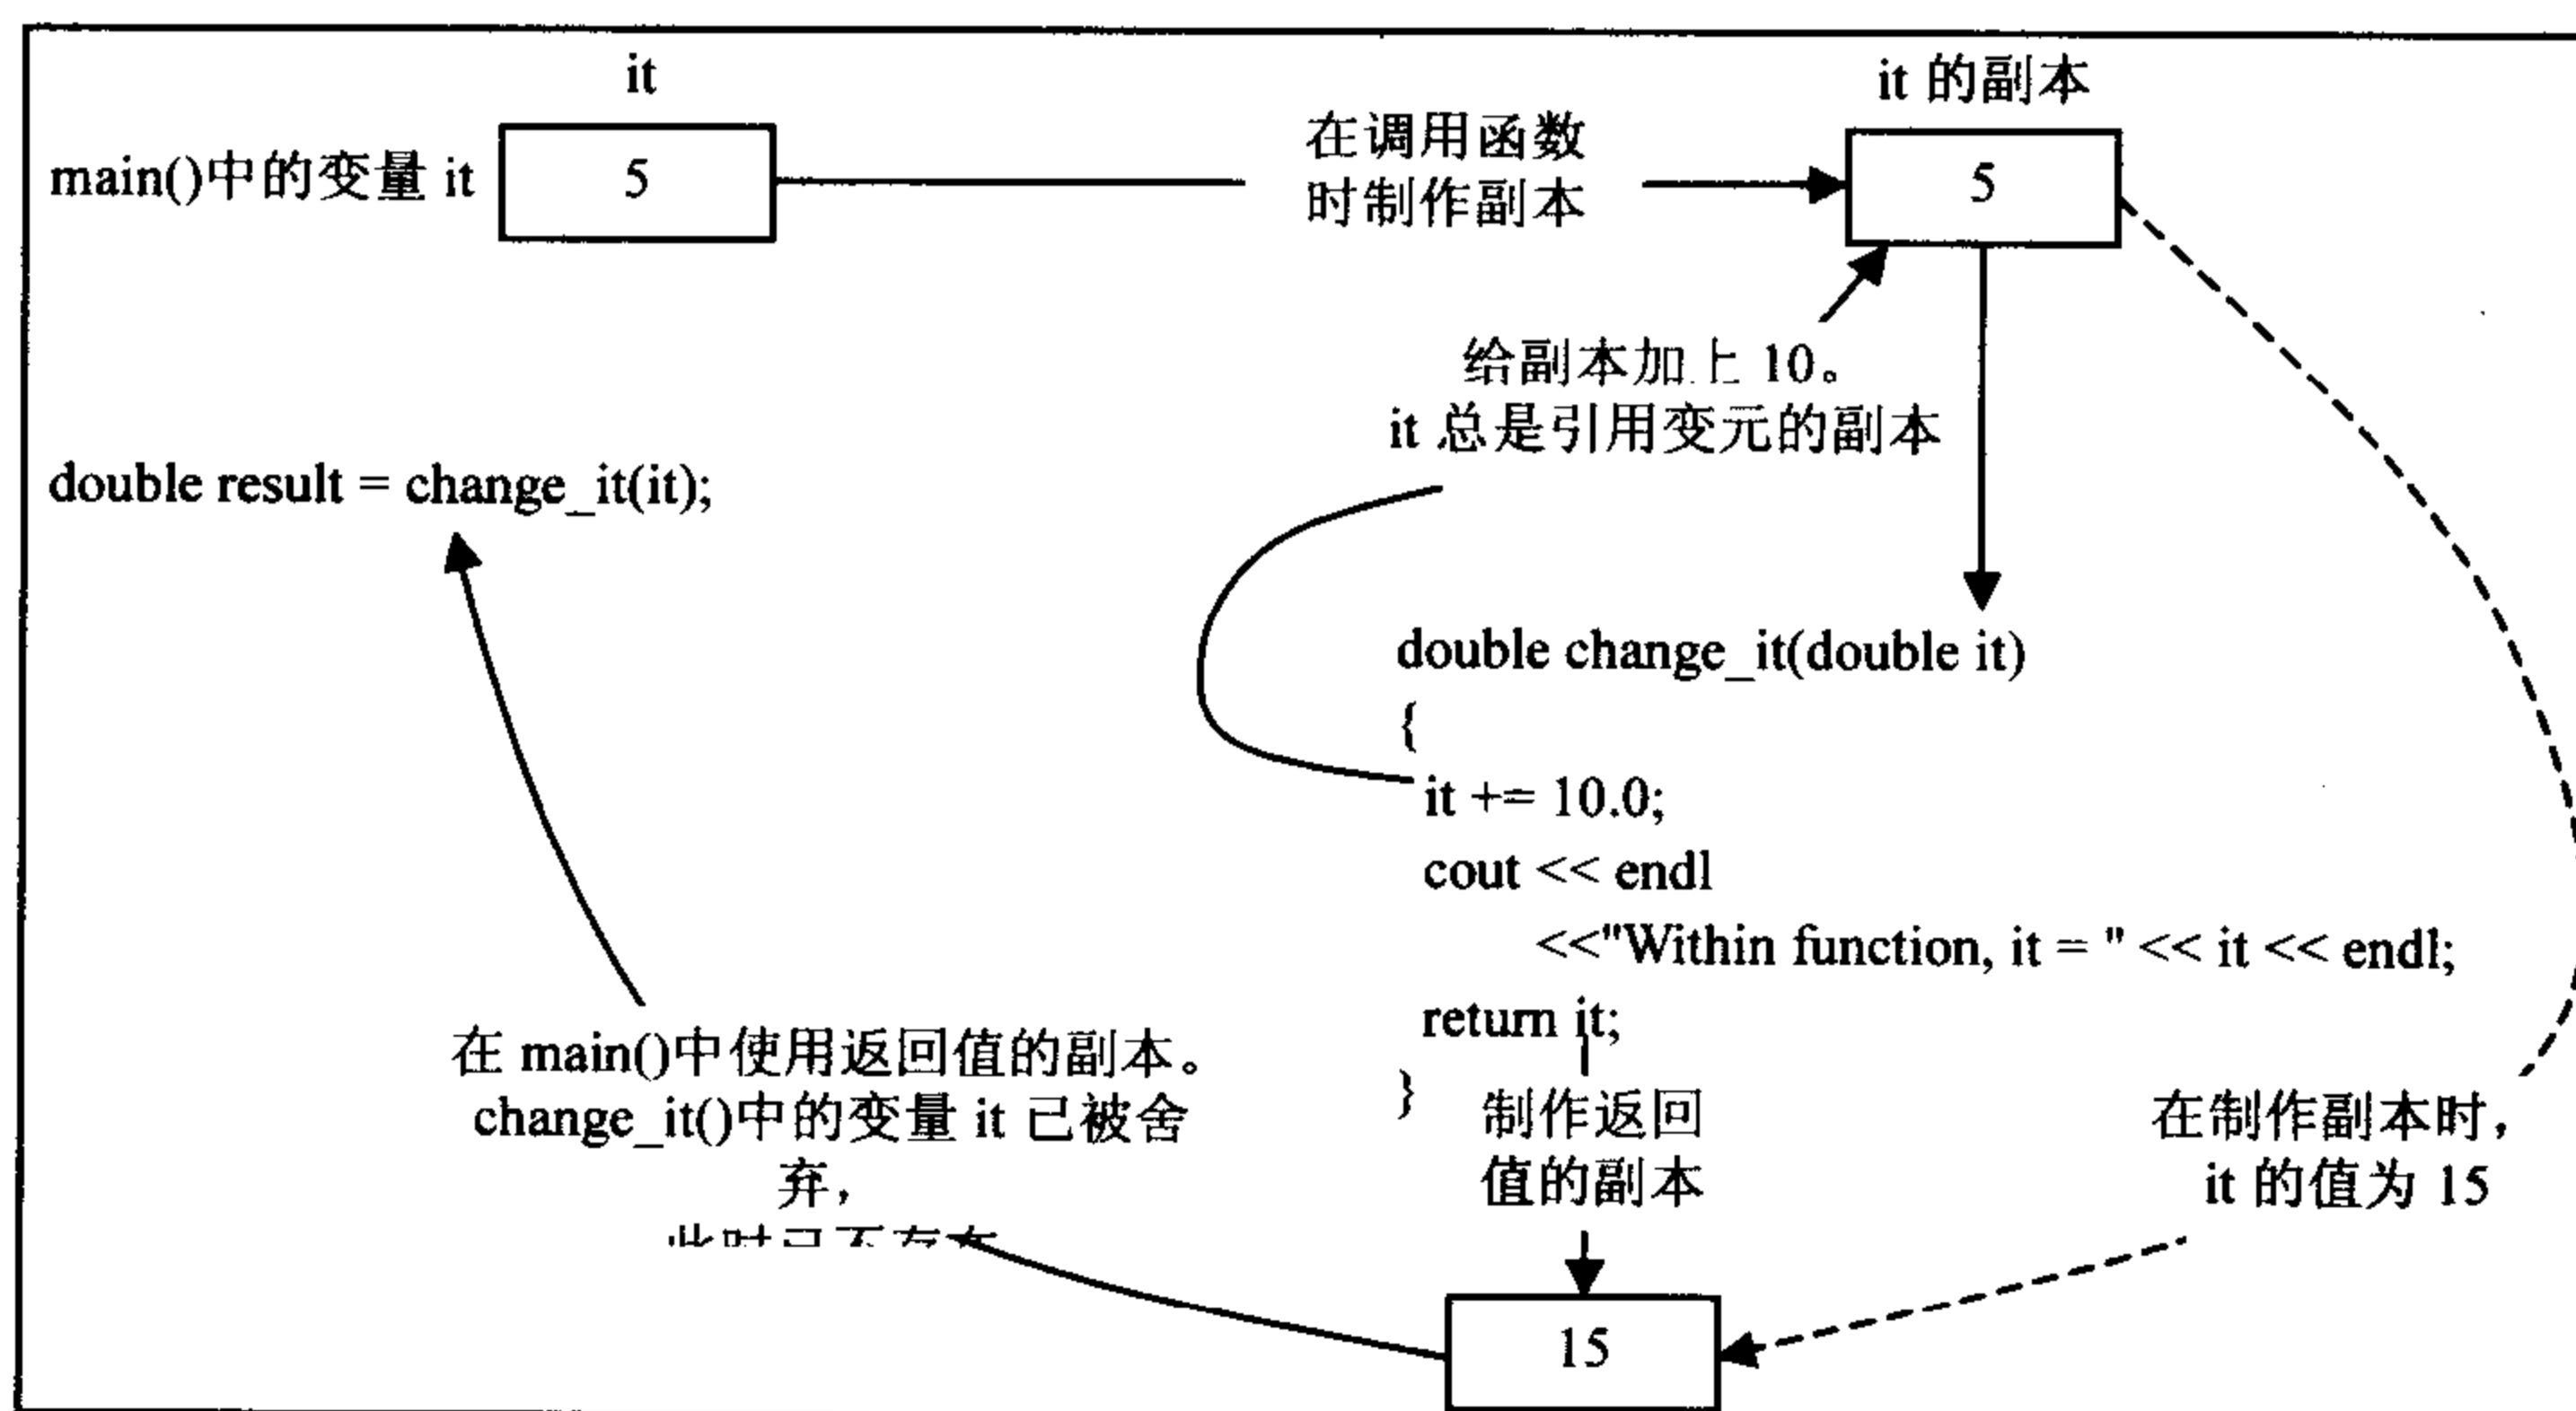 it
it 的副本
main()中的变量 it
5
在调用函数
时制作副本
5
给副本加上 10。
it 总是引用变元的副本
double result = change_it(it);
double change_it(double it)
{
it += 10.0;
cout << endl
<<"Within function, it = " << it << endl;
return it;
}
在 main()中使用返回值的副本。
change_it()中的变量 it 已被舍
弃，
制作返回
值的副本
在制作副本时，
it 的值为 15
15